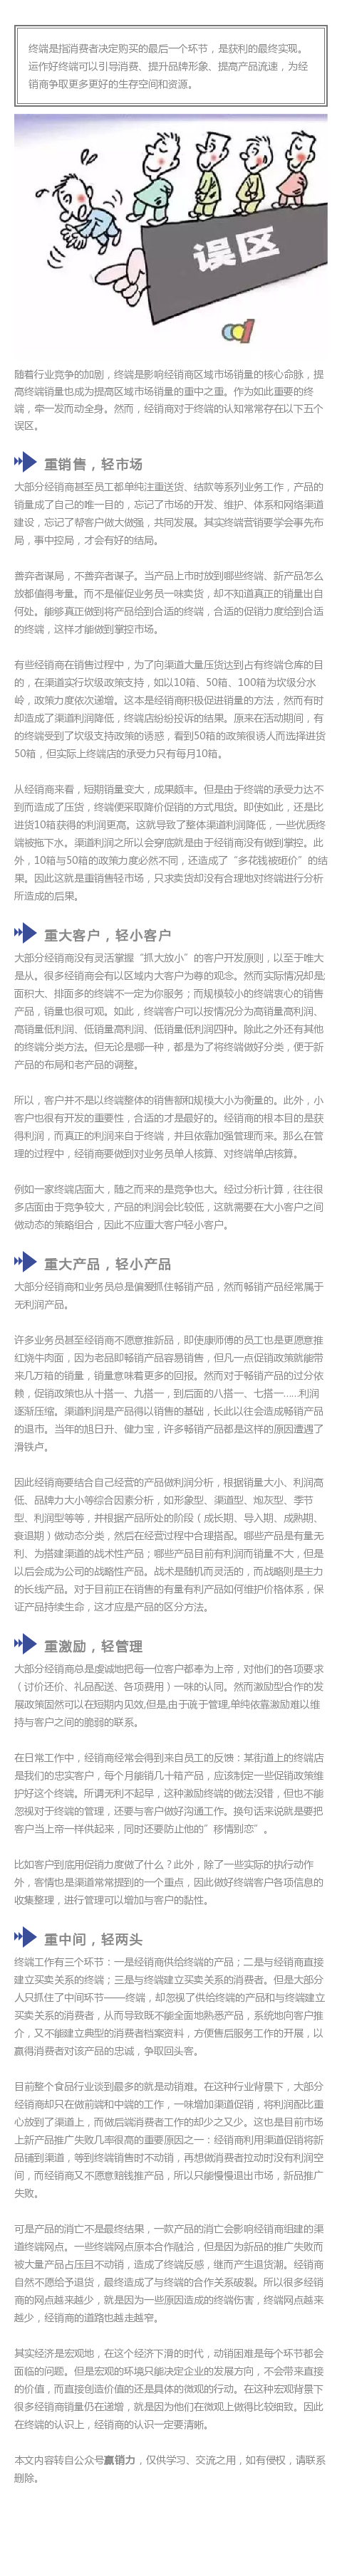 终端是指消费者决定购买的最后一个环节，是获利的最终实现。
运作好终端可以引导消费、提升品牌形象、提高产品流速，为经
销商争取更多更好的生存空间和资源。
误区
随着行业竞争的加剧，终端是影响经销商区域市场销量的核心命脉，提
高终端销量也成为提高区域市场销量的重中之重。作为如此重要的终
端，牵一发而动全身。然而，经销商对于终端的认知常常存在以下五个
误区。
重销售，轻市场
大部分经销商甚至员工都单纯注重送货、结款等系列业务工作，产品的
销量成了自己的唯一目的，忘记了市场的开发、维护、体系和网络渠道
建设，忘记了帮客户做大做强，共同发展。其实终端营销要学会事先布
局，事中控局，才会有好的结局。
善弈者谋局，不善弈者谋子。当产品上市时放到哪些终端、新产品怎么
放都值得考量。而不是催促业务员一味卖货，却不知道真正的销量出自
何处。能够真正做到将产品给到合适的终端，合适的促销力度给到合适
的终端，这样才能做到掌控市场。
有些经销商在销售过程中，为了向渠道大量压货达到占有终端仓库的目
的，在渠道实行坎级政策支持，如以10箱、50箱、100箱为坎级分水
岭，政策力度依次递增。这本是经销商积极促进销量的方法，然而有时
却造成了渠道利润降低，终端店纷纷投诉的结果。原来在活动期间，有
的终端受到了坎级支持政策的诱惑，看到50箱的政策很诱人而选择进货
50箱，但实际上终端店的承受力只有每月10箱。
从经销商来看，短期销量变大，成果颇丰。但是由于终端的承受力达不
到而造成了压货，终端便采取降价促销的方式甩货。即使如此，还是比
进货10箱获得的利润更高。这就导致了整体渠道利润降低，一些优质终
端被拖下水。渠道利润之所以会穿底就是由于经销商没有做到掌控。此
外，10箱与50箱的政策力度必然不同，还造成了“多花钱被砸价”的结
果。因此这就是重销售轻市场，只求卖货却没有合理地对终端进行分析
所造成的后果。
重大客户，轻小客户
大部分经销商没有灵活掌握“抓大放小”的客户开发原则，以至于唯大
是从。很多经销商会有以区域内大客户为尊的观念。然而实际情况却是:
面积大、排面多的终端不一定为你服务；而规模较小的终端衷心的销售
产品，销量也很可观。如此，终端客户可以按情况分为高销量高利润、
高销量低利润、低销量高利润、低销量低利润四种。除此之外还有其他
的终端分类方法。但无论是哪一种，都是为了将终端做好分类，便于新
产品的布局和老产品的调整。
所以，客户并不是以终端整体的销售额和规模大小为衡量的。此外，小
客户也很有开发的重要性，合适的才是最好的。经销商的根本目的是获
得利润，而真正的利润来自于终端，并且依靠加强管理而来。那么在管
理的过程中，经销商要做到对业务员单人核算、对终端单店核算。
例如一家终端店面大，随之而来的是竞争也大。经过分析计算，往往很
多店面由于竞争较大，产品的利润会比较低，这就需要在大小客户之间
做动态的策略组合，因此不应重大客户轻小客户。
重大产品，轻小产品
大部分经销商和业务员总是偏爱抓住畅销产品，然而畅销产品经常属于
无利润产品。
许多业务员甚至经销商不愿意推新品，即使康师傅的员工也是更愿意推
红烧牛肉面，因为老品即畅销产品容易销售，但凡一点促销政策就能带
来几万箱的销量，销量意味着更多的回报。然而对于畅销产品的过分依
赖，促销政策也从十搭一、九搭一，到后面的八搭一、七搭一……利润
逐渐压缩。渠道利润是产品得以销售的基础，长此以往会造成畅销产品
的退市。当年的旭日升、健力宝，许多畅销产品都是这样的原因遭遇了
滑铁卢。
因此经销商要结合自己经营的产品做利润分析，根据销量大小、利润高
低、品牌力大小等综合因素分析，如形象型、渠道型、炮灰型、季节
型、利润型等等，并根据产品所处的阶段（成长期、导入期、成熟期、
衰退期）做动态分类，然后在经营过程中合理搭配。哪些产品是有量无
利、为搭建渠道的战术性产品；哪些产品目前有利润而销量不大，但是
以后会成为公司的战略性产品。战术是随机而灵活的，而战略则是主力
的长线产品。对于目前正在销售的有量有利产品如何维护价格体系，保
证产品持续生命，这才应是产品的区分方法。
重激励，轻管理
大部分经销商总是虔诚地把每一位客户都奉为上帝，对他们的各项要求
（讨价还价、礼品配送、各项费用）一味的认同。然而激励型合作的发
展政策固然可以在短期内见效,但是,由于疏于管理,单纯依靠激励难以维
持与客户之间的脆弱的联系。
在日常工作中，经销商经常会得到来自员工的反馈：某街道上的终端店
是我们的忠实客户，每个月能销几十箱产品，应该制定一些促销政策维
护好这个终端。所谓无利不起早，这种激励终端的做法没错，但也不能
忽视对于终端的管理，还要与客户做好沟通工作。换句话来说就是要把
客户当上帝一样供起来，同时还要防止他的”移情别恋”。
比如客户到底用促销力度做了什么？此外，除了一些实际的执行动作
外，客情也是渠道常常提到的一个重点，因此做好终端客户各项信息的
收集整理，进行管理可以增加与客户的黏性。
重中间，轻两头
终端工作有三个环节：一是经销商供给终端的产品；二是与经销商直接
建立买卖关系的终端；三是与终端建立买卖关系的消费者。但是大部分
人只抓住了中间环节——终端，却忽视了供给终端的产品和与终端建立
买卖关系的消费者，从而导致既不能全面地熟悉产品，系统地向客户推
介，又不能建立典型的消费者档案资料，方便售后服务工作的开展，以
赢得消费者对该产品的忠诚，争取回头客。
目前整个食品行业谈到最多的就是动销难。在这种行业背景下，大部分
经销商却只在做前端和中端的工作，一味增加渠道促销，将利润配比重
心放到了渠道上，而做后端消费者工作的却少之又少。这也是目前市场
上新产品推广失败几率很高的重要原因之一：经销商利用渠道促销将新
品铺到渠道，等到终端销售时不动销，再想做消费者拉动时没有利润空
间，而经销商又不愿意赔钱推产品，所以只能慢慢退出市场，新品推广
失败。
可是产品的消亡不是最终结果，一款产品的消亡会影响经销商组建的渠
道终端网点。一些终端网点原本合作融洽，但是因为新品的推广失败而
被大量产品占压且不动销，造成了终端反感，继而产生退货潮。经销商
自然不愿给予退货，最终造成了与终端的合作关系破裂。所以很多经销
商的网点越来越少，就是因为一些原因造成的终端伤害，终端网点越来
越少，经销商的道路也越走越窄。
其实经济是宏观地，在这个经济下滑的时代，动销困难是每个环节都会
面临的问题。但是宏观的环境只能决定企业的发展方向，不会带来直接
的价值，而直接创造价值的还是具体的微观的行动。在这种宏观背景下
很多经销商销量仍在递增，就是因为他们在微观上做得比较细致。因此
在终端的认识上，经销商的认识一定要清晰。
本文内容转自公众号赢销力，仅供学习、交流之用，如有侵权，请联系
删除。